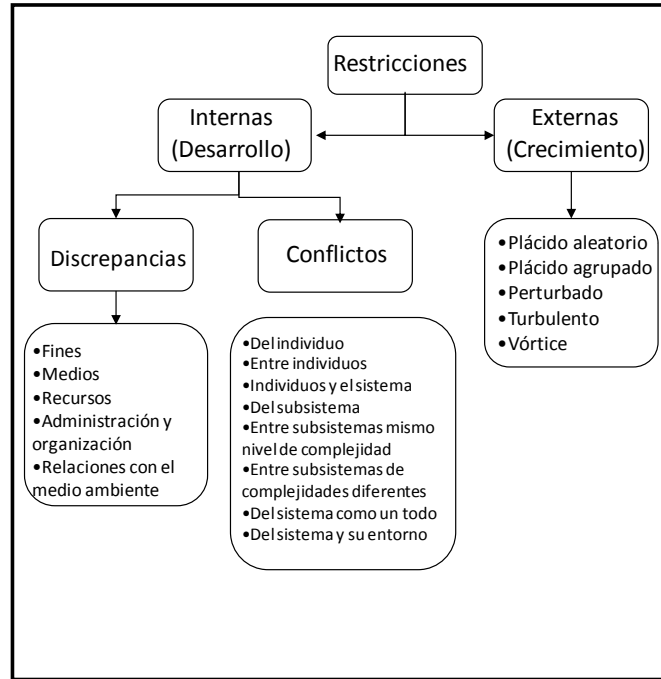 Restricciones
Internas
(Desarrollo)
Externas
(Crecimiento)
Discrepancias
Conflictos
•Plácido aleatorio
•Plácido agrupado
•Perturbado
•Turbulento
•Vórtice
•Fines
•Medios
•Recursos
•Administración y
organización
•Relaciones con el
medio ambiente
•Del individuo
•Entre individuos
•Individuos y el sistema
•Del subsistema
•Entre subsistemas mismo
nivel de complejidad
•Entre subsistemas de
complejidades diferentes
•Del sistema como un todo
•Del sistema y su entorno